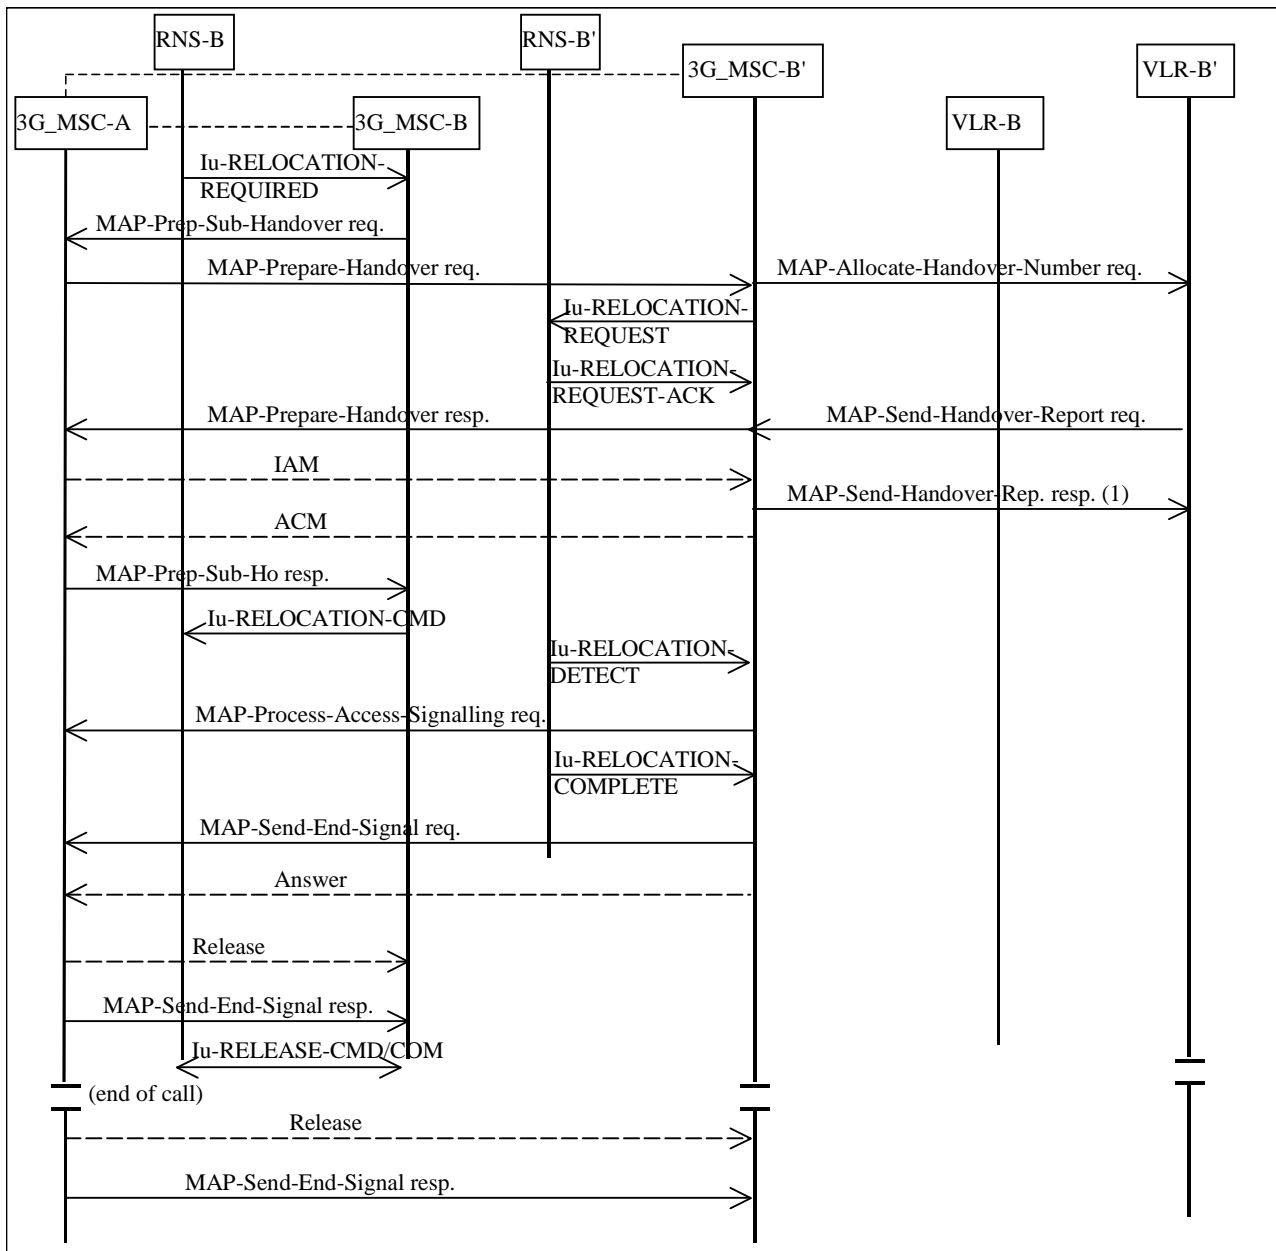 RNS-B
RNS-B'
3G_MSC-B'
VLR-B'
3G_MSC-A
3G_MSC-B
VLR-B
Iu-RELOCATION-
REQUIRED
MAP-Prep-Sub-Handover req.
MAP-Prepare-Handover req.
MAP-Allocate-Handover-Number req.
Iu-RELOCATION-
REQUEST
Iu-RELOCATION-
REQUEST-ACK
MAP-Prepare-Handover resp.
MAP-Send-Handover-Report req.
IAM
MAP-Send-Handover-Rep. resp. (1)
ACM
MAP-Prep-Sub-Ho resp.
Iu-RELOCATION-CMD
Iu-RELOCATION-
DETECT
MAP-Process-Access-Signalling req.
Iu-RELOCATION-
COMPLETE
MAP-Send-End-Signal req.
Answer
Release
MAP-Send-End-Signal resp.
Iu-RELEASE-CMD/COM
(end of call)
Release
MAP-Send-End-Signal resp.